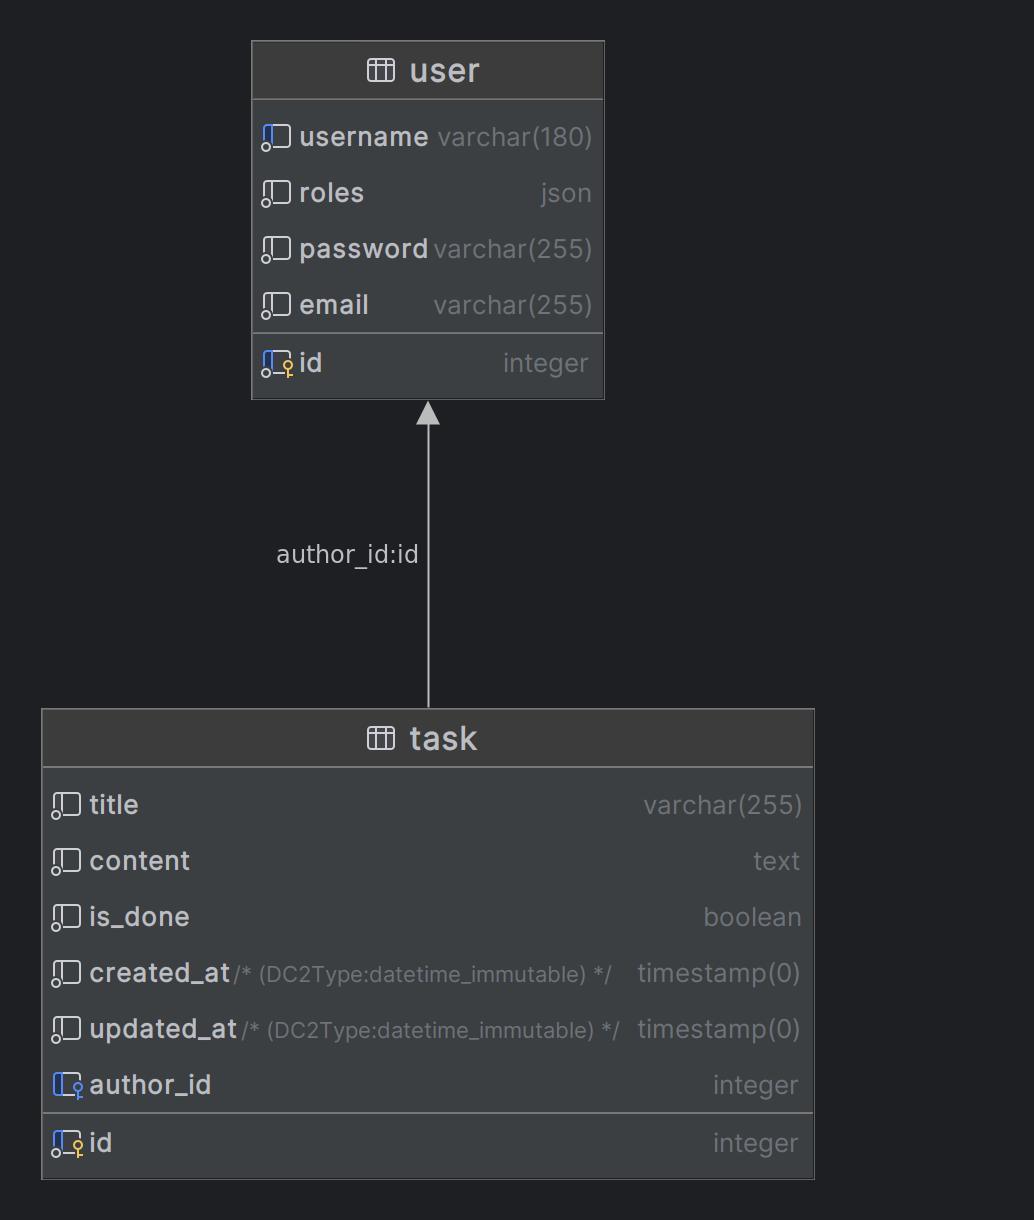 user
username varchar(180)
roles json
password varchar(255)
email varchar(255)
id integer
author_id:id
task
title varchar(255)
content text
is_done boolean
created_at /* (DC2Type:datetime_immutable) */ timestamp(0)
updated_at /* (DC2Type:datetime_immutable) */ timestamp(0)
author_id integer
id integer